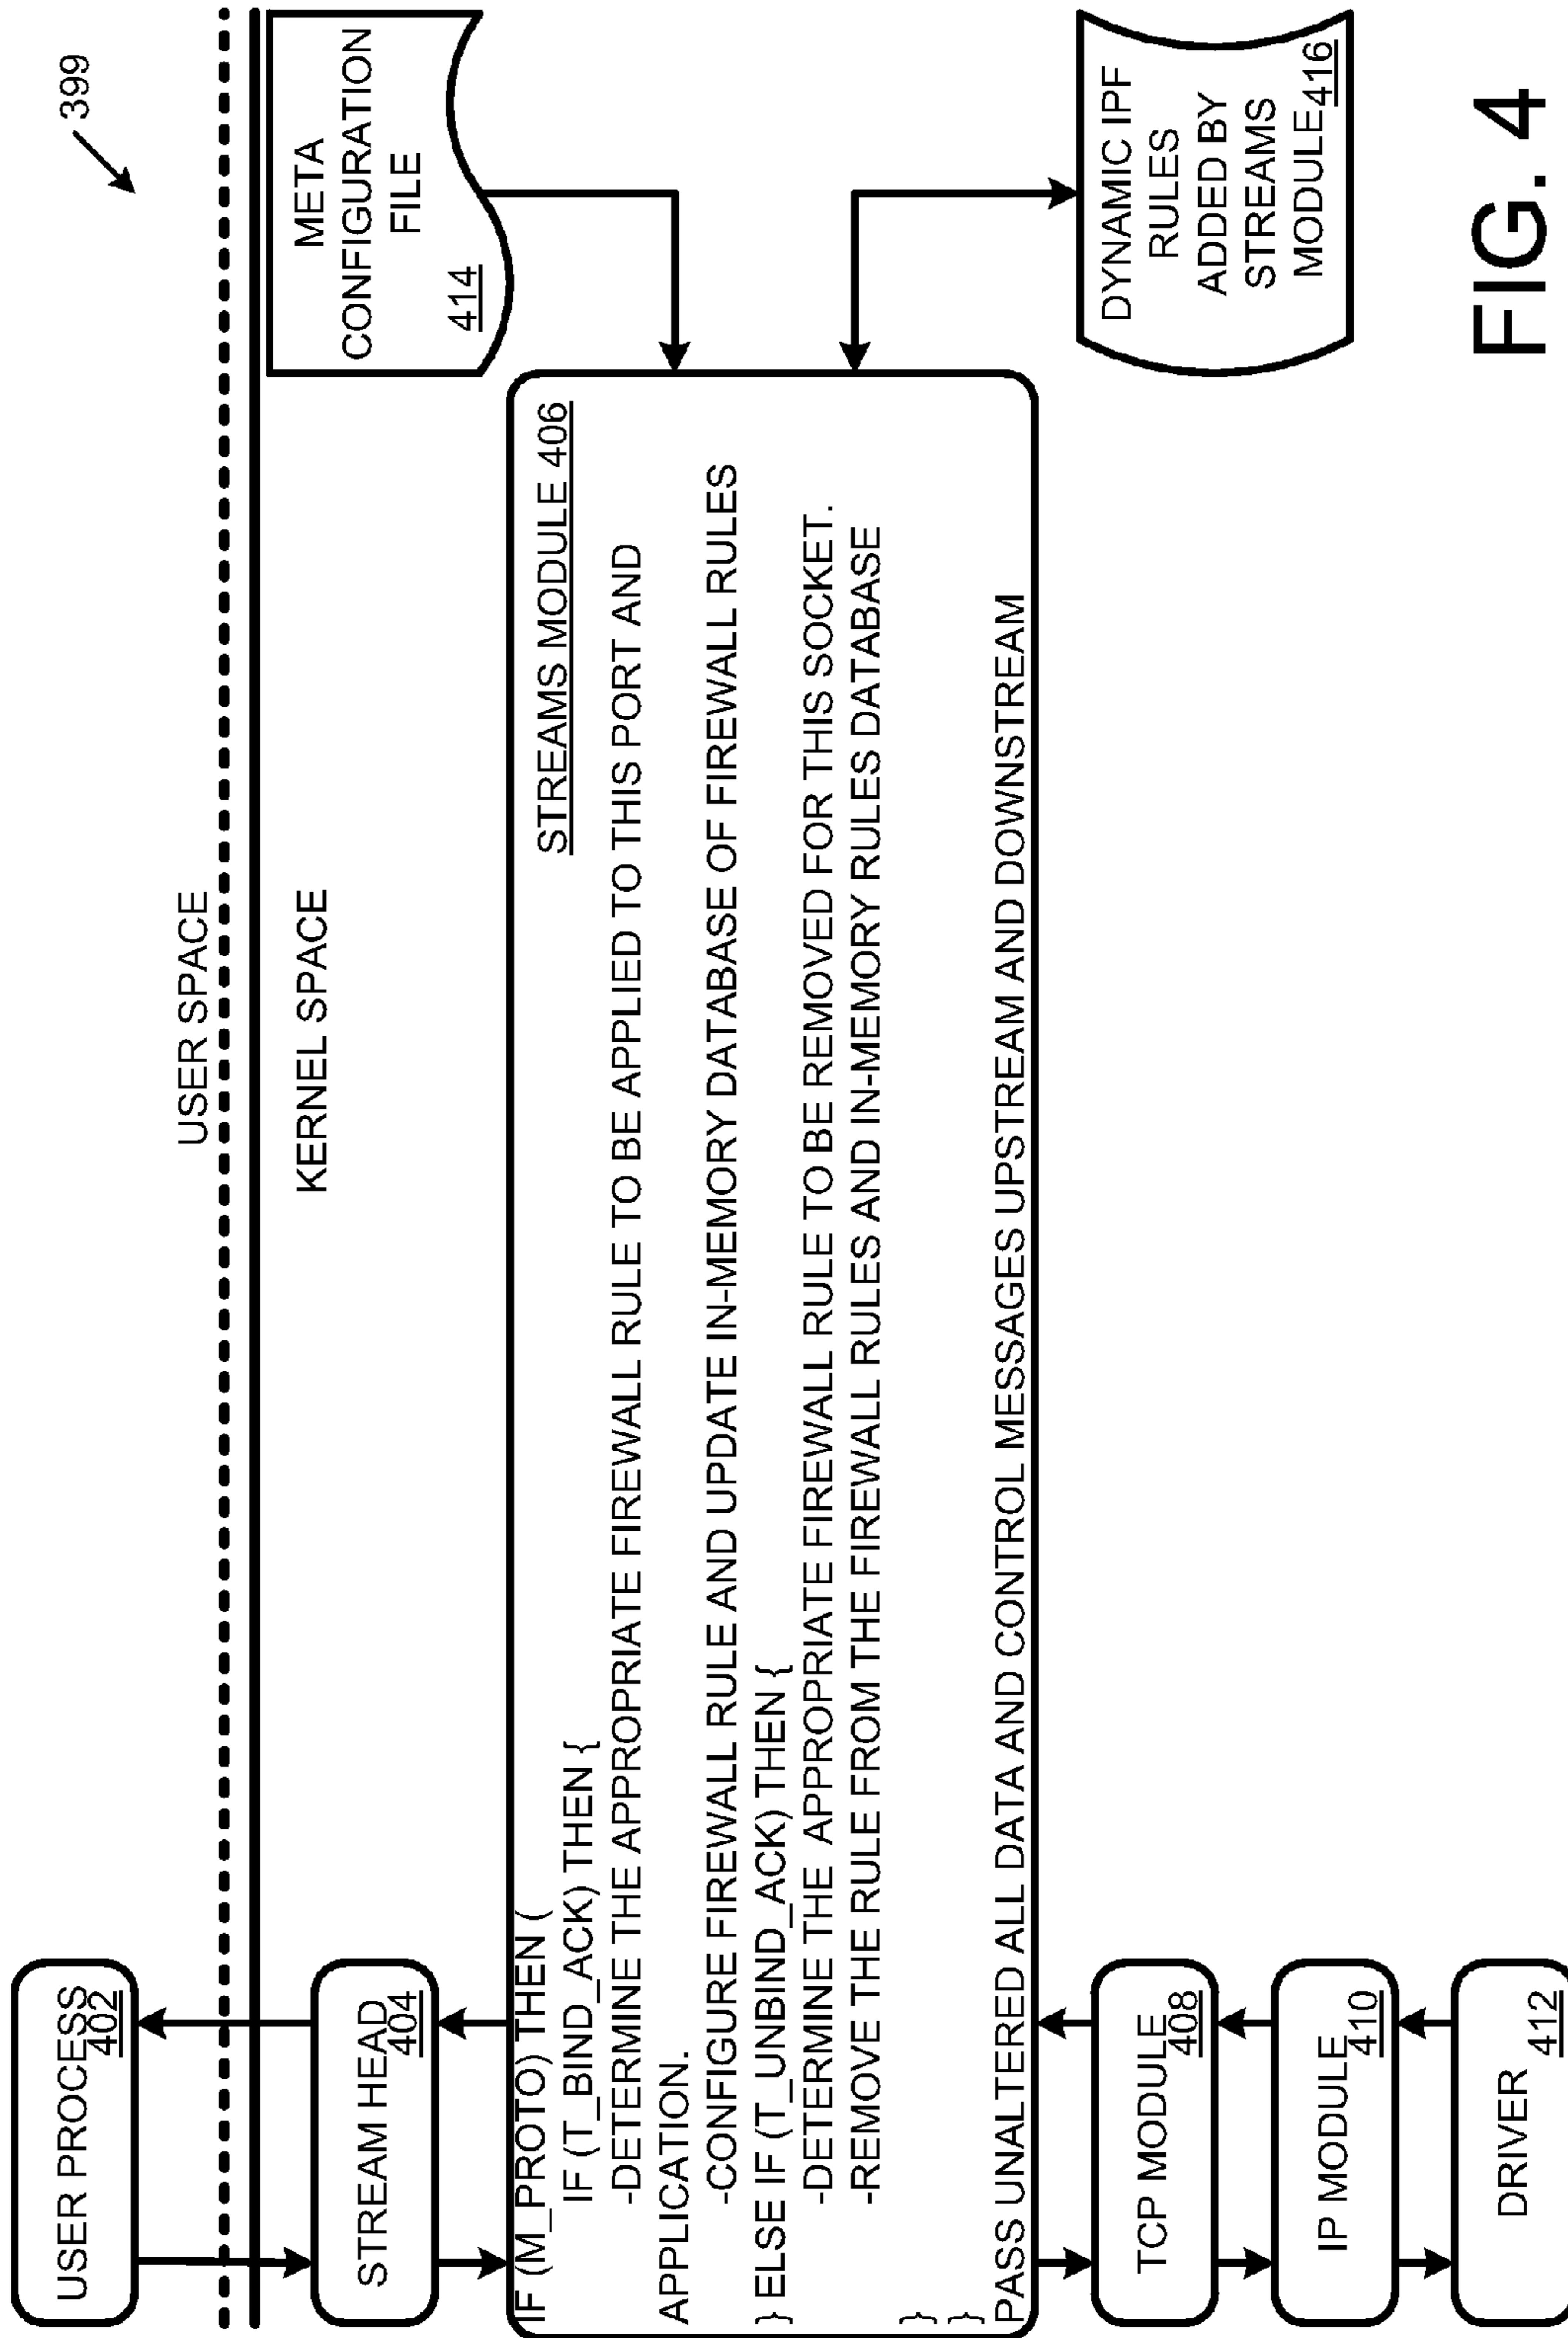 399
USER SPACE
KERNEL SPACE
USER PROCESS
402
STREAM HEAD
404
META
CONFIGURATION
FILE
414
STREAMS MODULE 406
IF (M_PROTO) THEN (
IF (T_BIND_ACK) THEN {
-DETERMINE THE APPROPRIATE FIREWALL RULE TO BE APPLIED TO THIS PORT AND
APPLICATION.
-CONFIGURE FIREWALL RULE AND UPDATE IN-MEMORY DATABASE OF FIREWALL RULES
} ELSE IF (T_UNBIND_ACK) THEN {
-DETERMINE THE APPROPRIATE FIREWALL RULE TO BE REMOVED FOR THIS SOCKET.
-REMOVE THE RULE FROM THE FIREWALL RULES AND IN-MEMORY RULES DATABASE
}
}
PASS UNALTERED ALL DATA AND CONTROL MESSAGES UPSTREAM AND DOWNSTREAM
DYNAMIC IPF
RULES
ADDED BY
STREAMS
MODULE 416
TCP MODULE
408
IP MODULE
410
DRIVER
412
FIG. 4